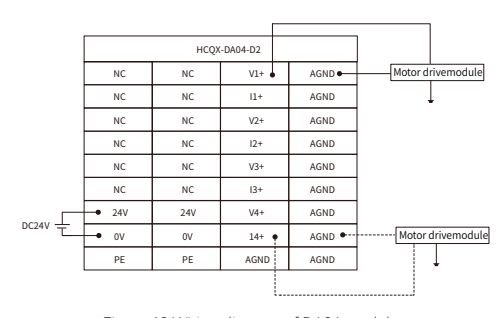 HCQX-DA04-D2
NC NC V1+ AGND Motor drivemodule
NC NC I1+ AGND
NC NC V2+ AGND
NC NC I2+ AGND
NC NC V3+ AGND
NC NC I3+ AGND
24V 24V V4+ AGND
DC24V
0V 0V 14+ AGND Motor drivemodule
PE PE AGND AGND